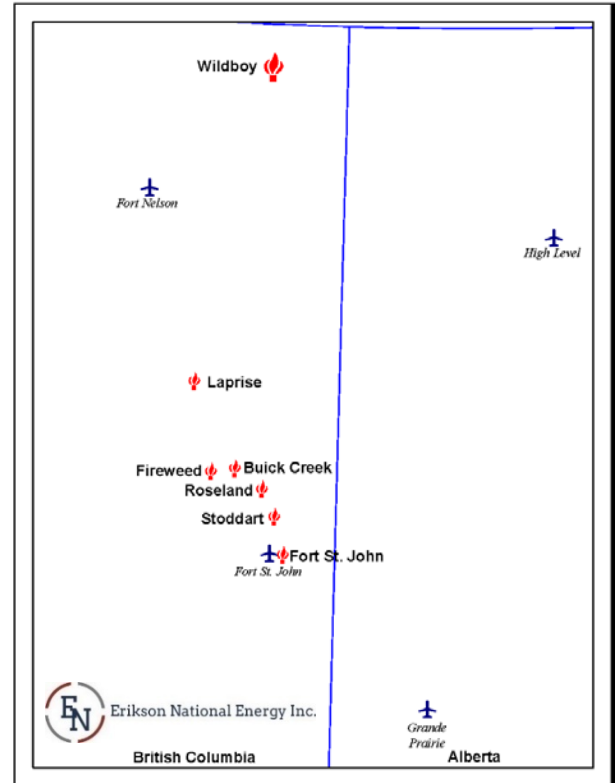 Wildboy
Fort Nelson
High Level
Laprise
Fireweed
Buick Creek
Roseland
Stoddart
Fort St. John
Fort St. John
EN
Erikson National Energy Inc.
Grande
Prairie
British Columbia
Alberta